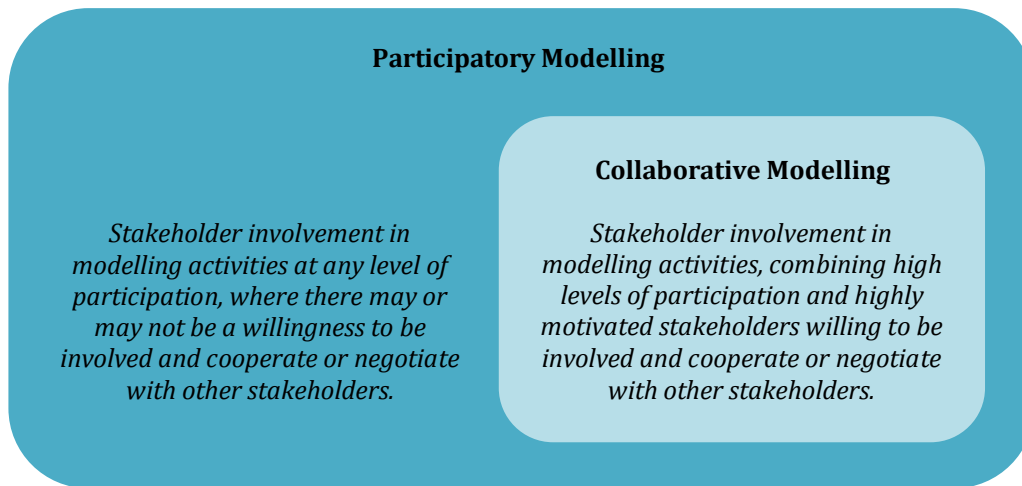 Participatory Modelling
Stakeholder involvement in
modelling activities at any level of
participation, where there may or
may not be a willingness to be
involved and cooperate or negotiate
with other stakeholders.
Collaborative Modelling
Stakeholder involvement in
modelling activities, combining high
levels of participation and highly
motivated stakeholders willing to be
involved and cooperate or negotiate
with other stakeholders.